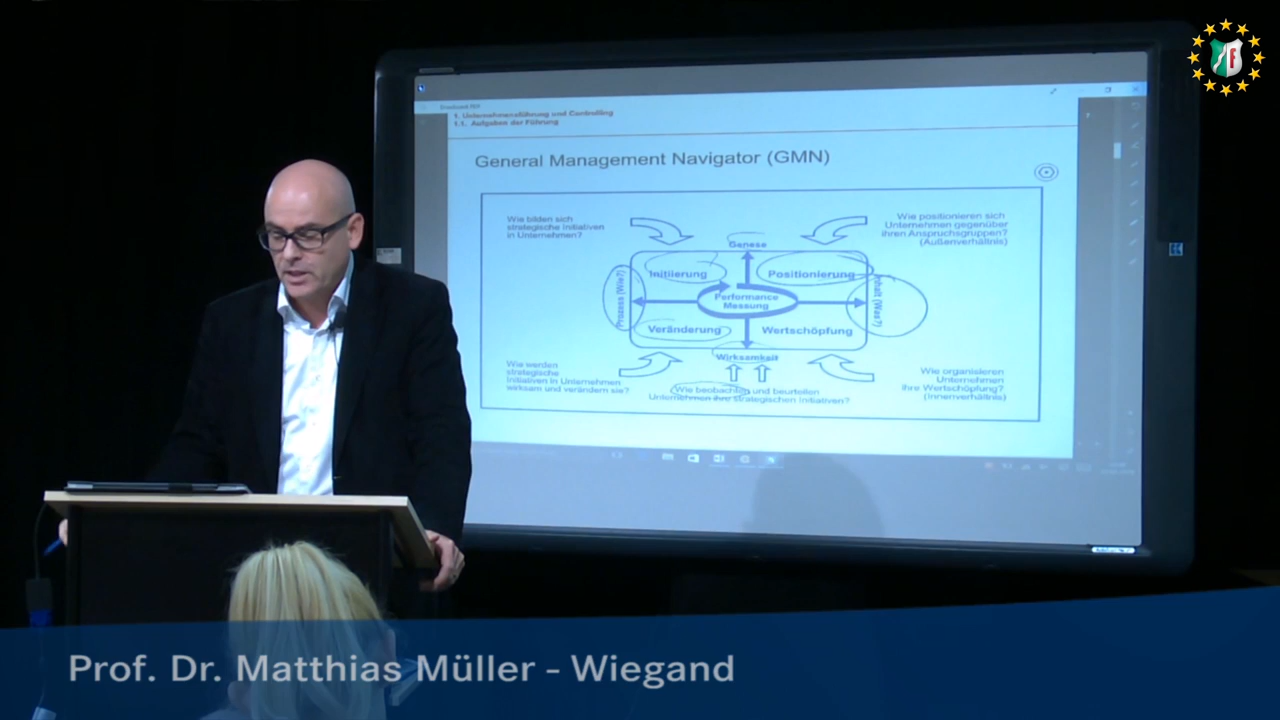 1. Unternehmensführung und Controlling
1.1. Aufgaben der Führung
General Management Navigator (GMN)
Wie bilden sich
strategische Initiativen
in Unternehmen?
Wie positionieren sich
Unternehmen gegenüber
ihren Anspruchsgruppen?
(Außenverhältnis)
Genese
Initiierung
Positionierung
Prozess (Wie?)
Performance
Messung
Inhalt (Was?)
Veränderung
Wertschöpfung
Wirksamkeit
Wie werden
strategische
Initiativen in Unternehmen
wirksam und verändern sie?
Wie beobachten und beurteilen
Unternehmen ihre strategischen Initiativen?
Wie organisieren
Unternehmen
ihre Wertschöpfung?
(Innenverhältnis)
F
Prof. Dr. Matthias Müller - Wiegand